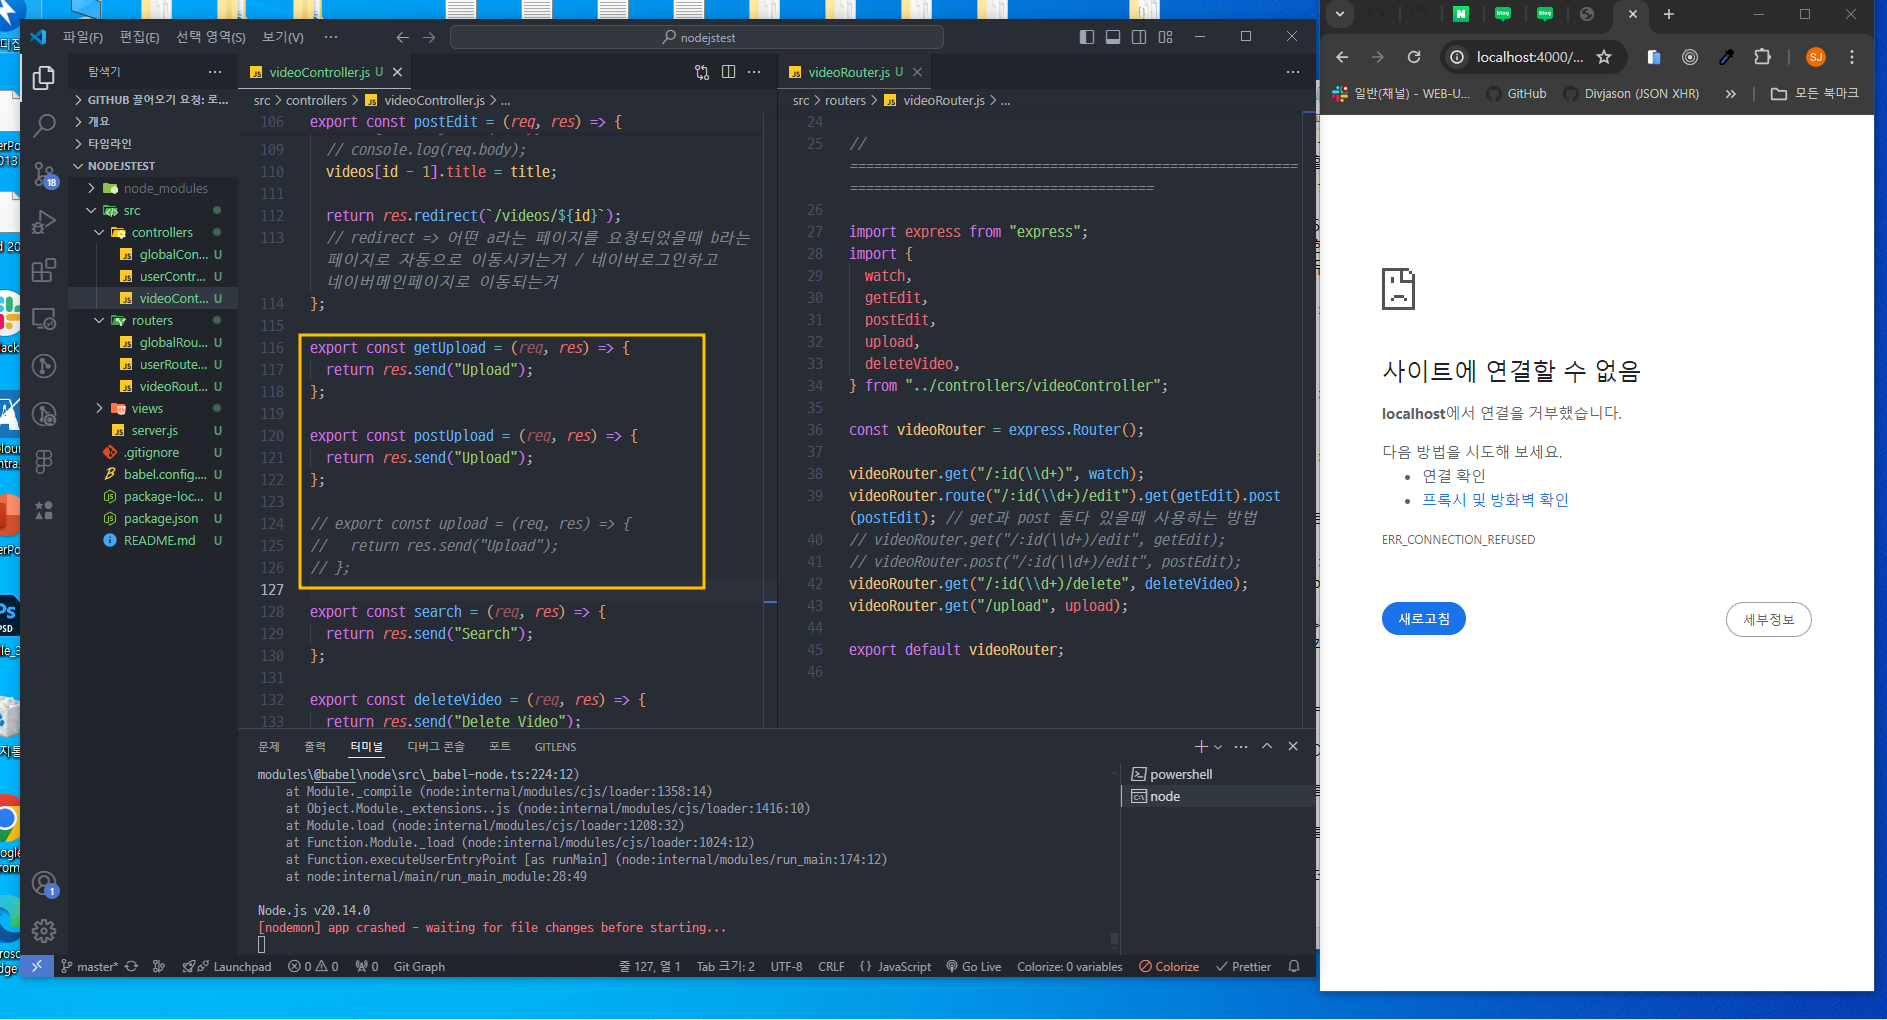 파일(F) 편집(E) 선택 영역(S) 보기(V) ··· nodejstest
탐색기 ···
GITHUB 끌어오기 요청: 로...
개요
타임라인
NODEJSTEST
node_modules
src
controllers
globalCon... U
userContr... U
videoCont... U
routers
globalRou... U
userRoute... U
videoRout... U
views
server.js U
.gitignore U
babel.config.... U
package-loc... U
package.json U
README.md U
18
1
videoController.js U
src > controllers > videoController.js > ...
106 export const postEdit = (req, res) => {
109 // console.log(req.body);
110 videos[id - 1].title = title;
111
112 return res.redirect(`/videos/${id}`);
113 // redirect => 어떤 a라는 페이지를 요청되었을때 b라는
페이지로 자동으로 이동시키는거 / 네이버로그인하고
네이버메인페이지로 이동되는거
114 };
115
116 export const getUpload = (req, res) => {
117 return res.send("Upload");
118 };
119
120 export const postUpload = (req, res) => {
121 return res.send("Upload");
122 };
123
124 // export const upload = (req, res) => {
125 //   return res.send("Upload");
126 // };
127
128 export const search = (req, res) => {
129 return res.send("Search");
130 };
131
132 export const deleteVideo = (req, res) => {
133 return res.send("Delete Video");
videoRouter.js U
src > routers > videoRouter.js > ...
24
25 //
========================================================
======================================
26
27 import express from "express";
28 import {
29 watch,
30 getEdit,
31 postEdit,
32 upload,
33 deleteVideo,
34 } from "../controllers/videoController";
35
36 const videoRouter = express.Router();
37
38 videoRouter.get("/:id(\\d+)", watch);
39 videoRouter.route("/:id(\\d+)/edit").get(getEdit).post
(postEdit); // get과 post 둘다 있을때 사용하는 방법
40 // videoRouter.get("/:id(\\d+)/edit", getEdit);
41 // videoRouter.post("/:id(\\d+)/edit", postEdit);
42 videoRouter.get("/:id(\\d+)/delete", deleteVideo);
43 videoRouter.get("/upload", upload);
44
45 export default videoRouter;
46
문제 출력 터미널 디버그 콘솔 포트 GITLENS
modules\@babel\node\src\_babel-node.ts:224:12)
at Module._compile (node:internal/modules/cjs/loader:1358:14)
at Object.Module._extensions..js (node:internal/modules/cjs/loader:1416:10)
at Module.load (node:internal/modules/cjs/loader:1208:32)
at Function.Module._load (node:internal/modules/cjs/loader:1024:12)
at Function.executeUserEntryPoint [as runMain] (node:internal/modules/run_main:174:12)
at node:internal/main/run_main_module:28:49
Node.js v20.14.0
[nodemon] app crashed - waiting for file changes before starting...
powershell
node
master* Launchpad 0 0 0 Git Graph 줄 127, 열 1 Tab 크기: 2 UTF-8 CRLF {} JavaScript Go Live Colorize: 0 variables Colorize Prettier
localhost:4000/... SJ
일반(채널) - WEB-U... GitHub Divjason (JSON XHR) » 모든 북마크
사이트에 연결할 수 없음
localhost에서 연결을 거부했습니다.
다음 방법을 시도해 보세요.
• 연결 확인
• 프록시 및 방화벽 확인
ERR_CONNECTION_REFUSED
새로고침 세부정보